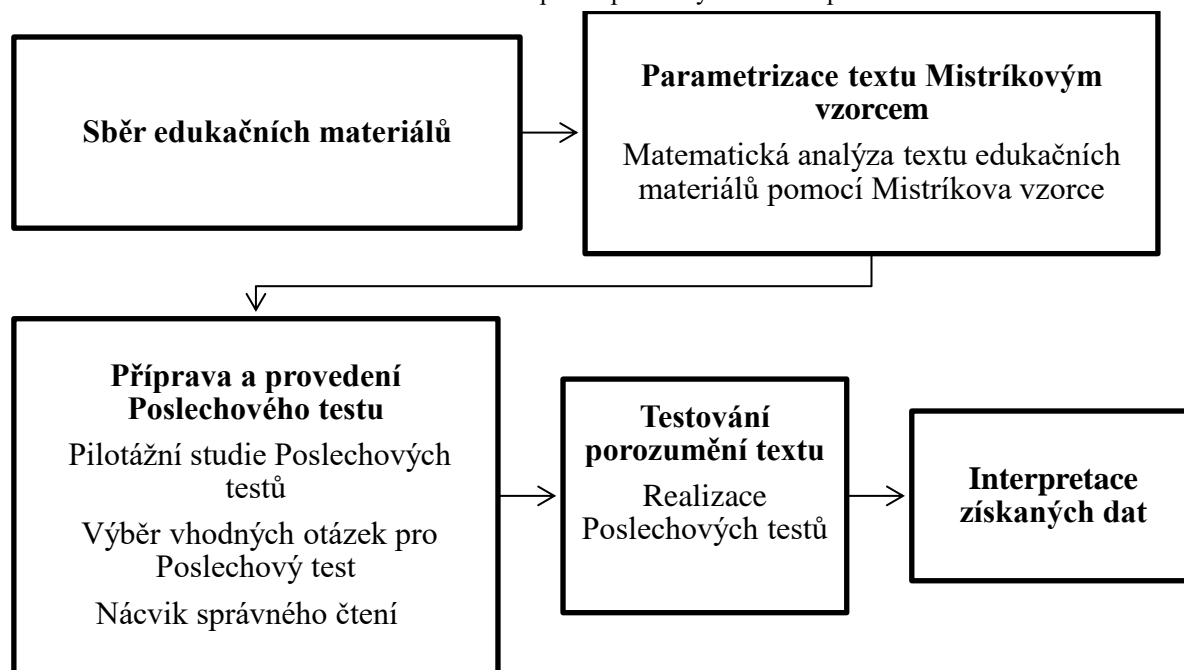 Sběr edukačních materiálů
Parametrizace textu Mistríkovým
vzorcem
Matematická analýza textu edukačních
materiálů pomocí Mistríkova vzorce
Příprava a provedení
Poslechového testu
Pilotážní studie Poslechových
testů
Výběr vhodných otázek pro
Poslechový test
Nácvik správného čtení
Testování
porozumění textu
Realizace
Poslechových testů
Interpretace
získaných dat